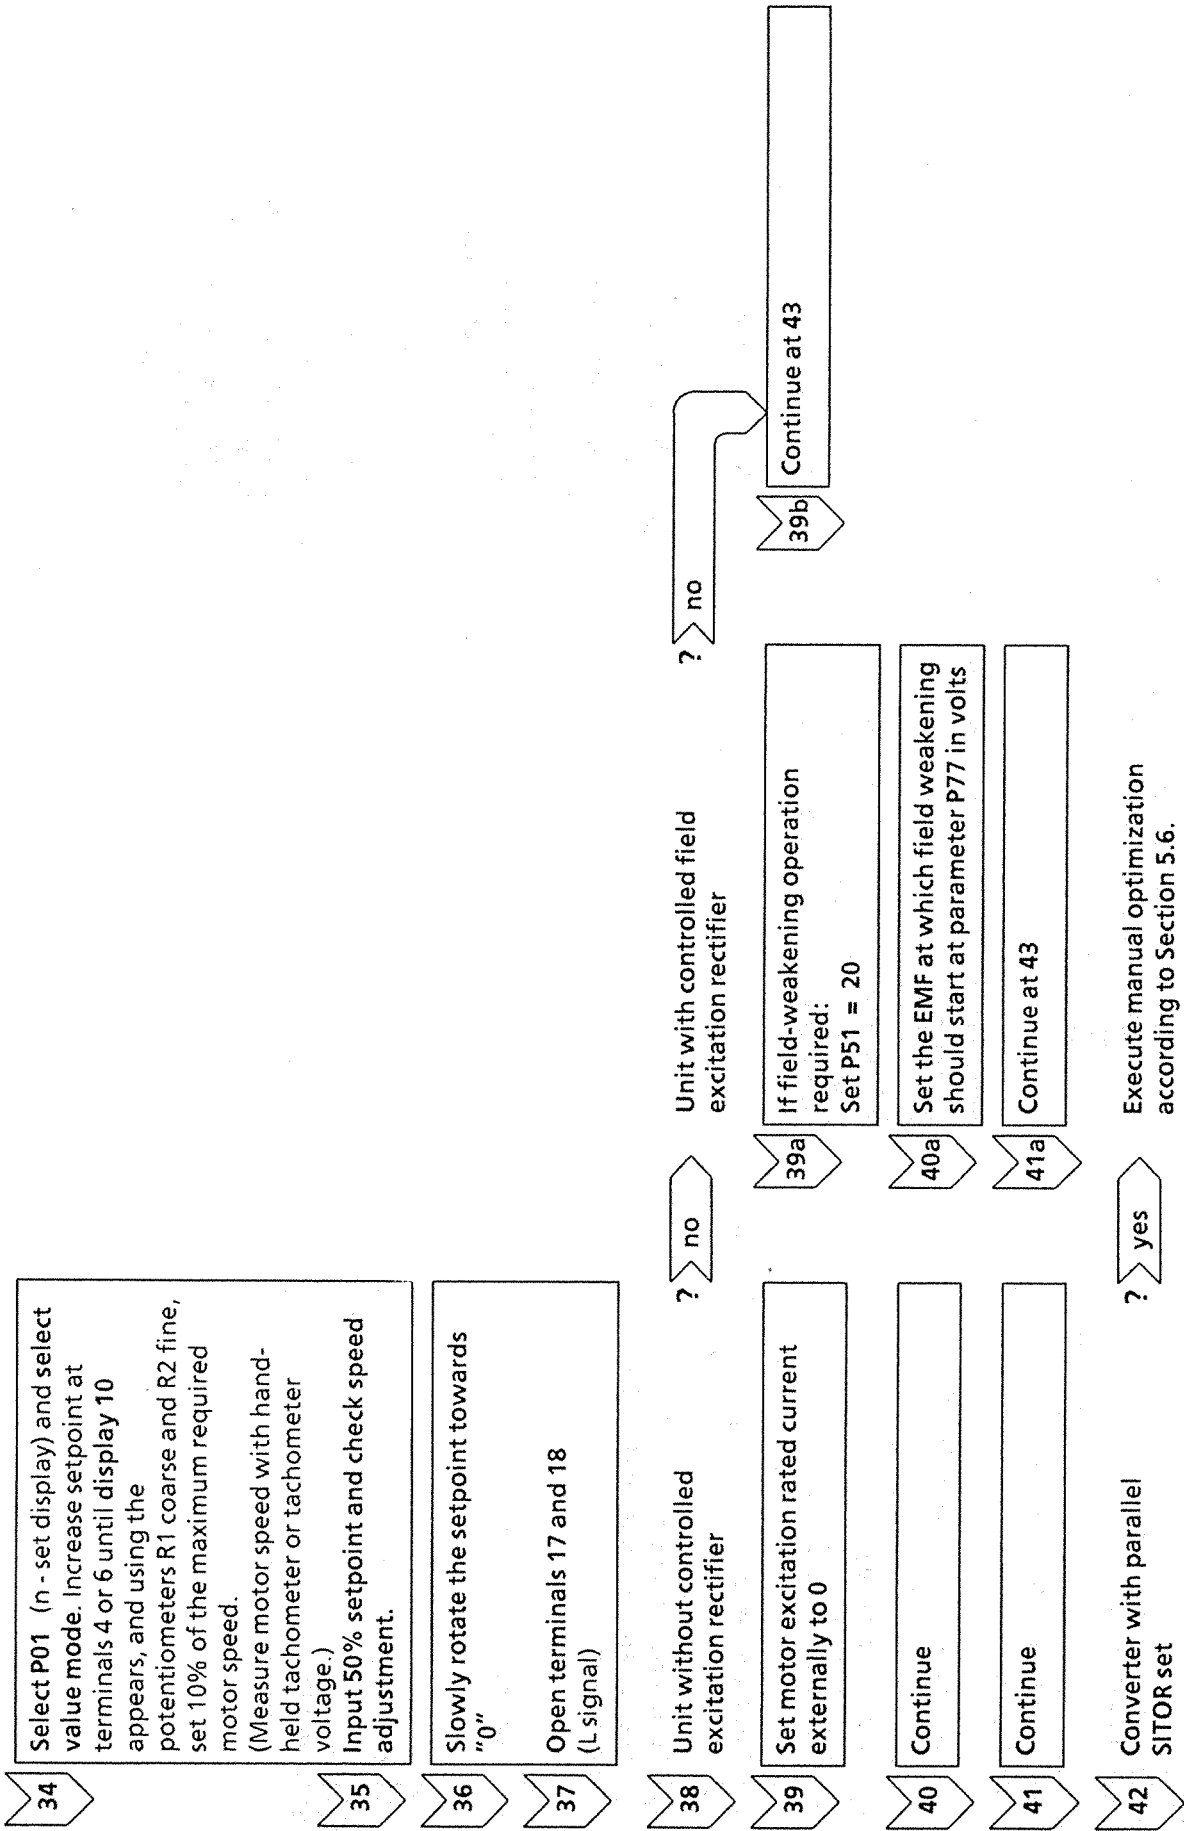 34
Select P01 (n - set display) and select
value mode. Increase setpoint at
terminals 4 or 6 until display 10
appears, and using the
potentiometers R1 coarse and R2 fine,
set 10% of the maximum required
motor speed.
(Measure motor speed with hand-
held tachometer or tachometer
voltage.)
35
Input 50% setpoint and check speed
adjustment.
36
Slowly rotate the setpoint towards
"0"
37
Open terminals 17 and 18
(L signal)
38
Unit without controlled
excitation rectifier
? no
Unit with controlled field
excitation rectifier
? no
39
Set motor excitation rated current
externally to 0
39a
If field-weakening operation
required:
Set P51 = 20
39b
Continue at 43
40
Continue
40a
Set the EMF at which field weakening
should start at parameter P77 in volts
41
Continue
41a
Continue at 43
42
Converter with parallel
SITOR set
? yes
Execute manual optimization
according to Section 5.6.